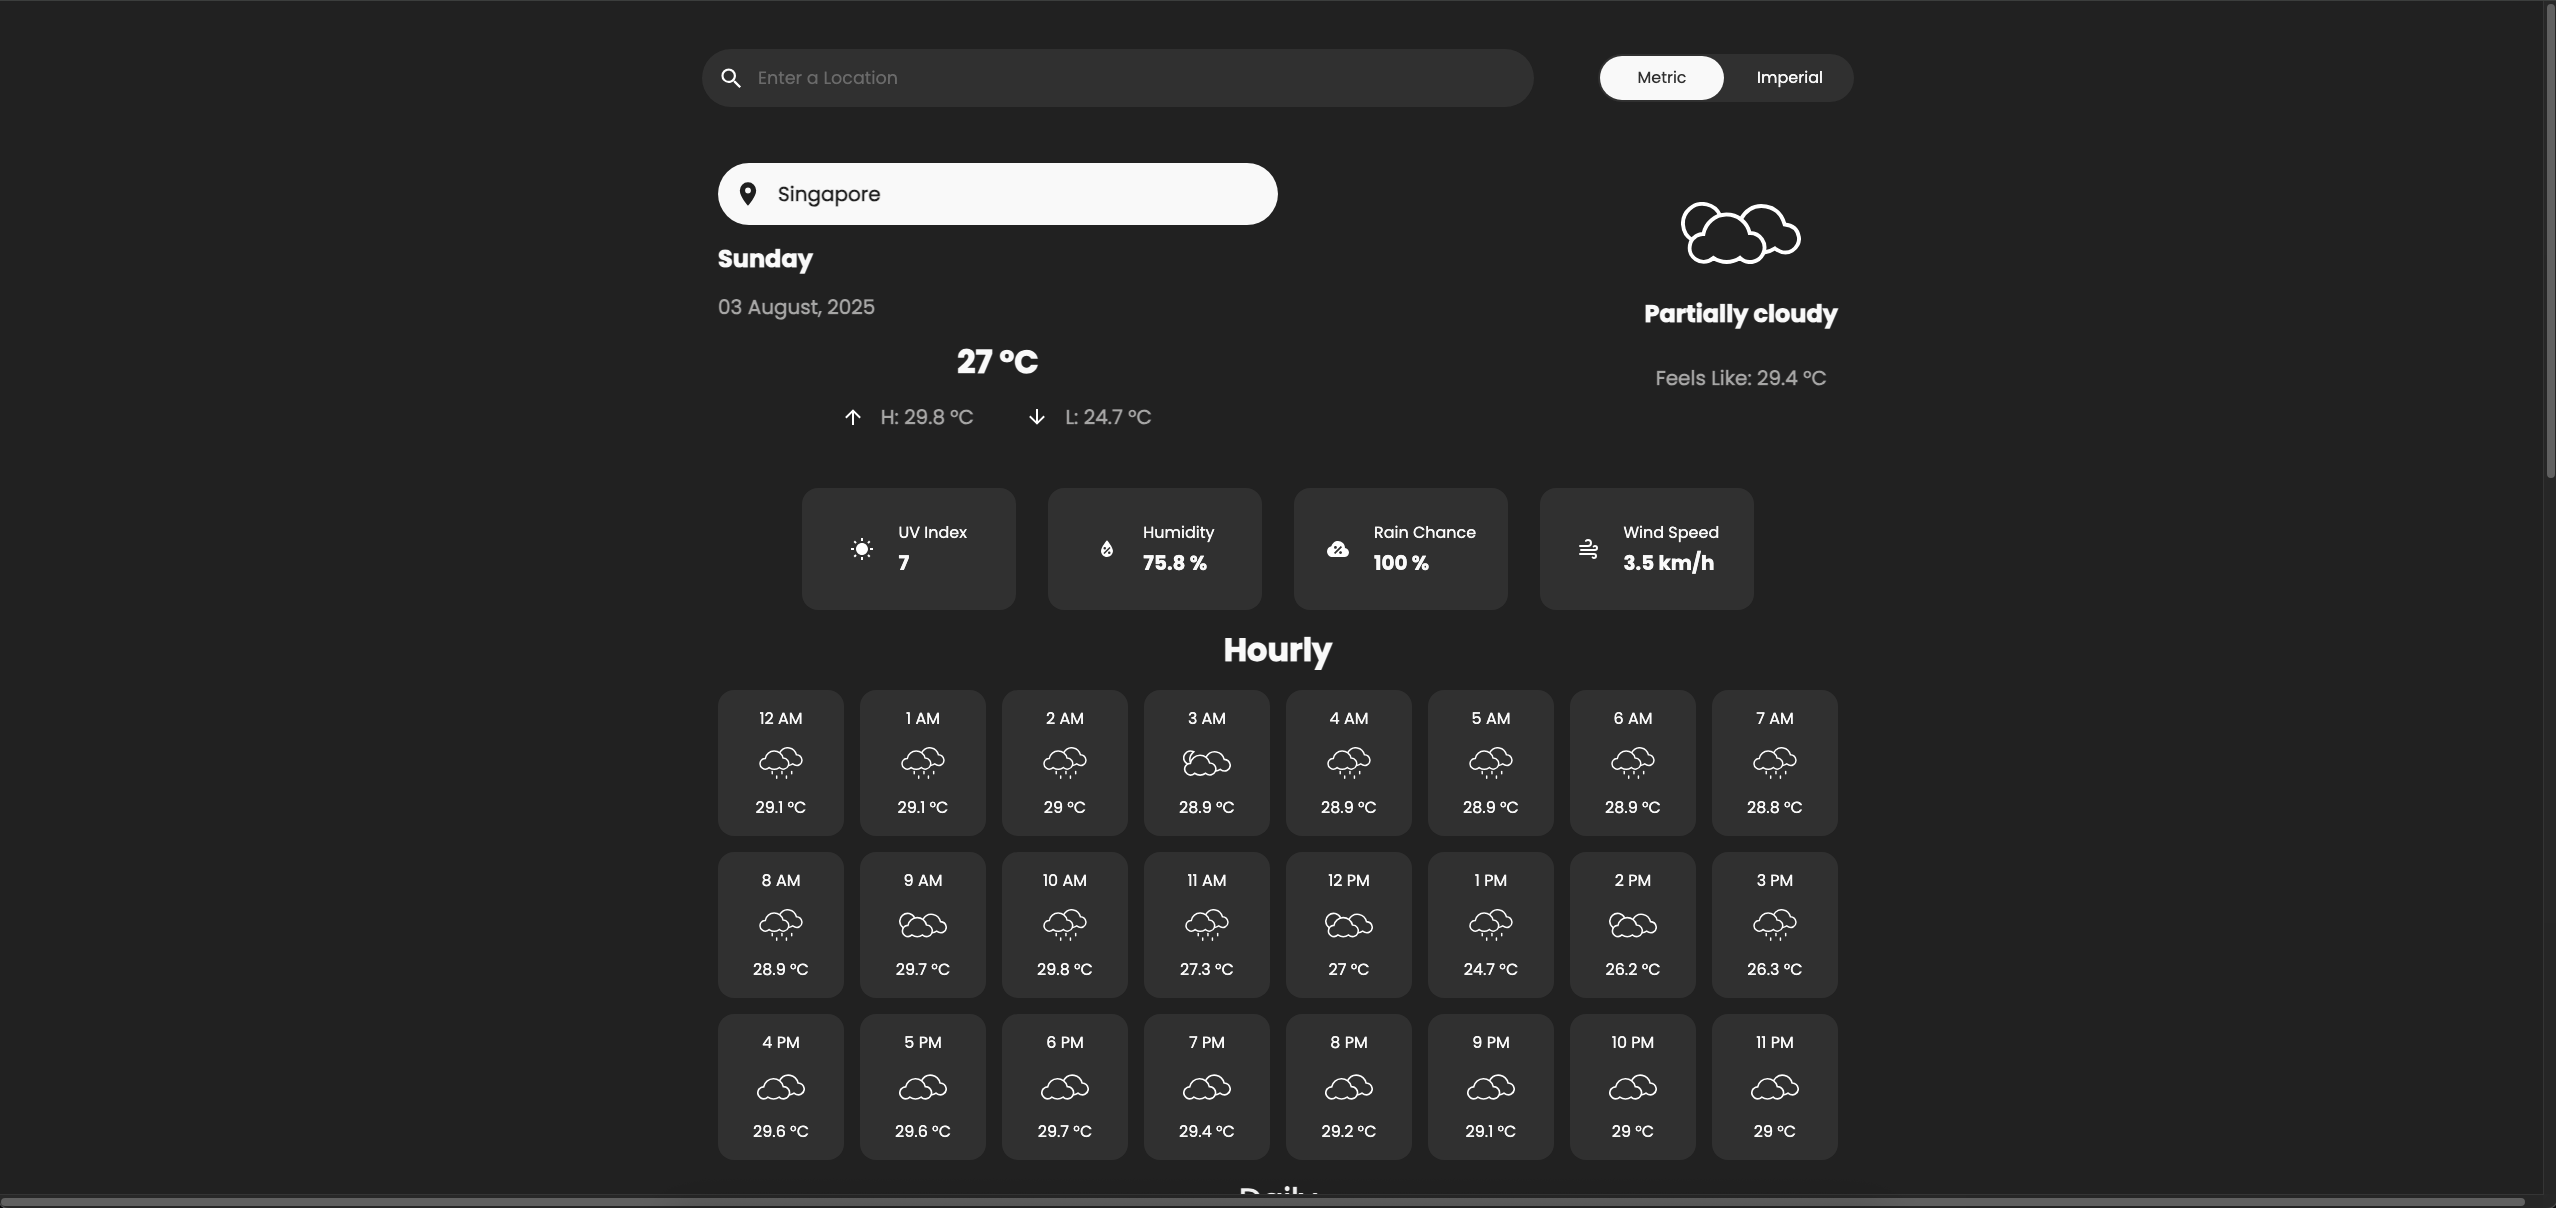 Enter a Location
Metric Imperial
Singapore
Sunday
03 August, 2025
27 °C
H: 29.8 °C L: 24.7 °C
Partially cloudy
Feels Like: 29.4 °C
UV Index
7
Humidity
75.8 %
Rain Chance
100 %
Wind Speed
3.5 km/h
Hourly
12 AM 1 AM 2 AM 3 AM 4 AM 5 AM 6 AM 7 AM
29.1 °C 29.1 °C 29 °C 28.9 °C 28.9 °C 28.9 °C 28.9 °C 28.8 °C
8 AM 9 AM 10 AM 11 AM 12 PM 1 PM 2 PM 3 PM
28.9 °C 29.7 °C 29.8 °C 27.3 °C 27 °C 24.7 °C 26.2 °C 26.3 °C
4 PM 5 PM 6 PM 7 PM 8 PM 9 PM 10 PM 11 PM
29.6 °C 29.6 °C 29.7 °C 29.4 °C 29.2 °C 29.1 °C 29 °C 29 °C
Daily